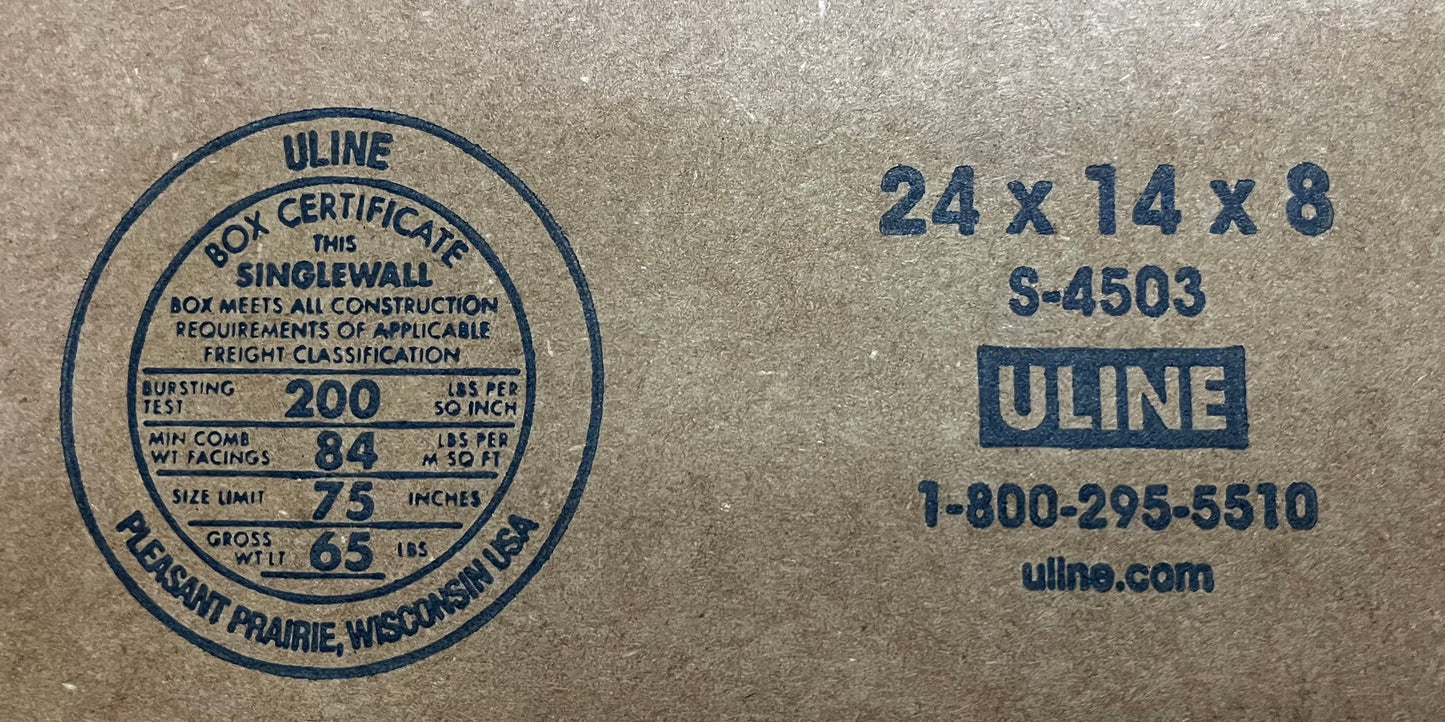 ULINE
BOX CERTIFICATE
THIS
SINGLEWALL
BOX MEETS ALL CONSTRUCTION
REQUIREMENTS OF APPLICABLE
FREIGHT CLASSIFICATION
BURSTING TEST 200 LBS PER SQ INCH
MIN COMB WT FACINGS 84 LBS PER M SQ FT
SIZE LIMIT 75 INCHES
GROSS WT LT 65 LBS
PLEASANT PRAIRIE, WISCONSIN USA
24 x 14 x 8
S-4503
ULINE
1-800-295-5510
uline.com